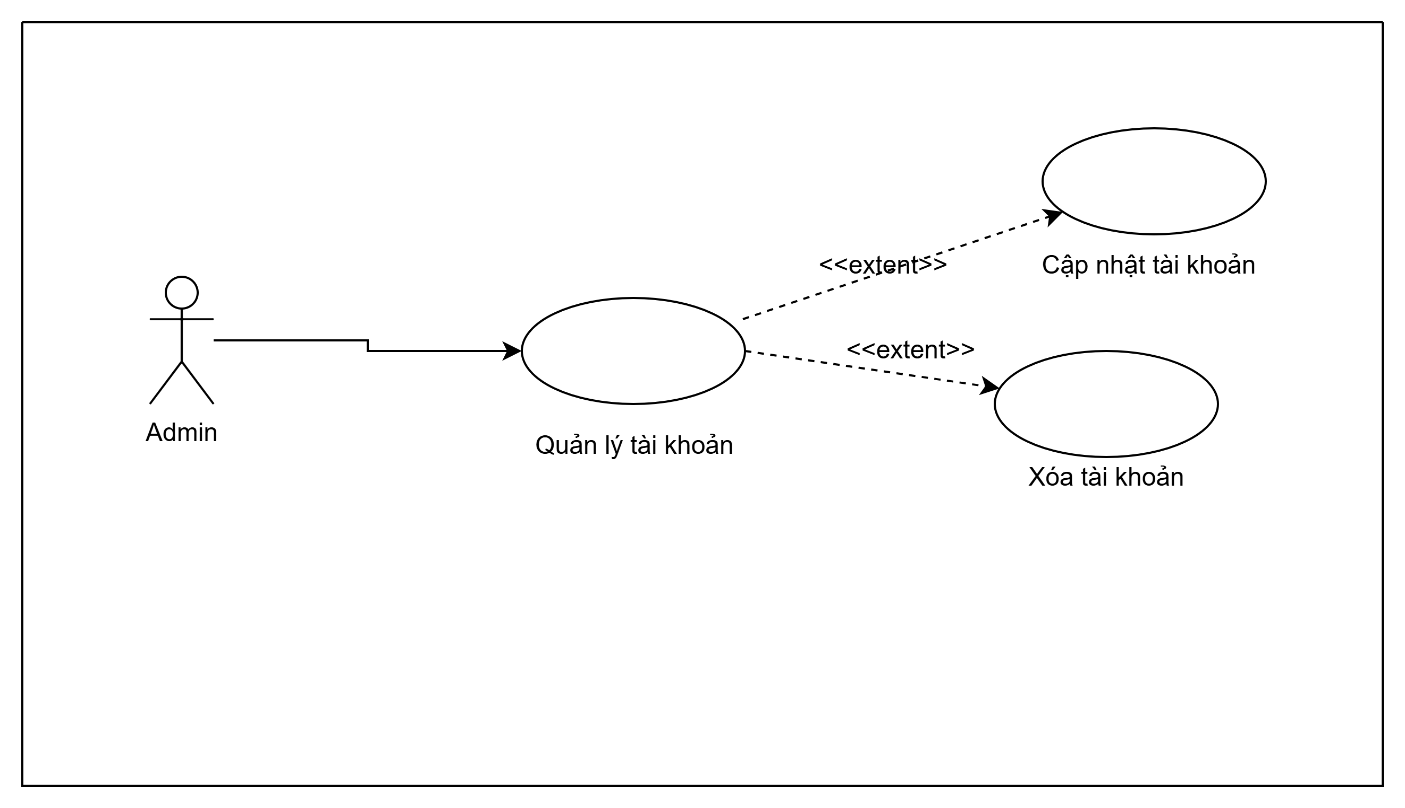 <<extent>>
Cập nhật tài khoản
<<extent>>
Admin
Quản lý tài khoản
Xóa tài khoản